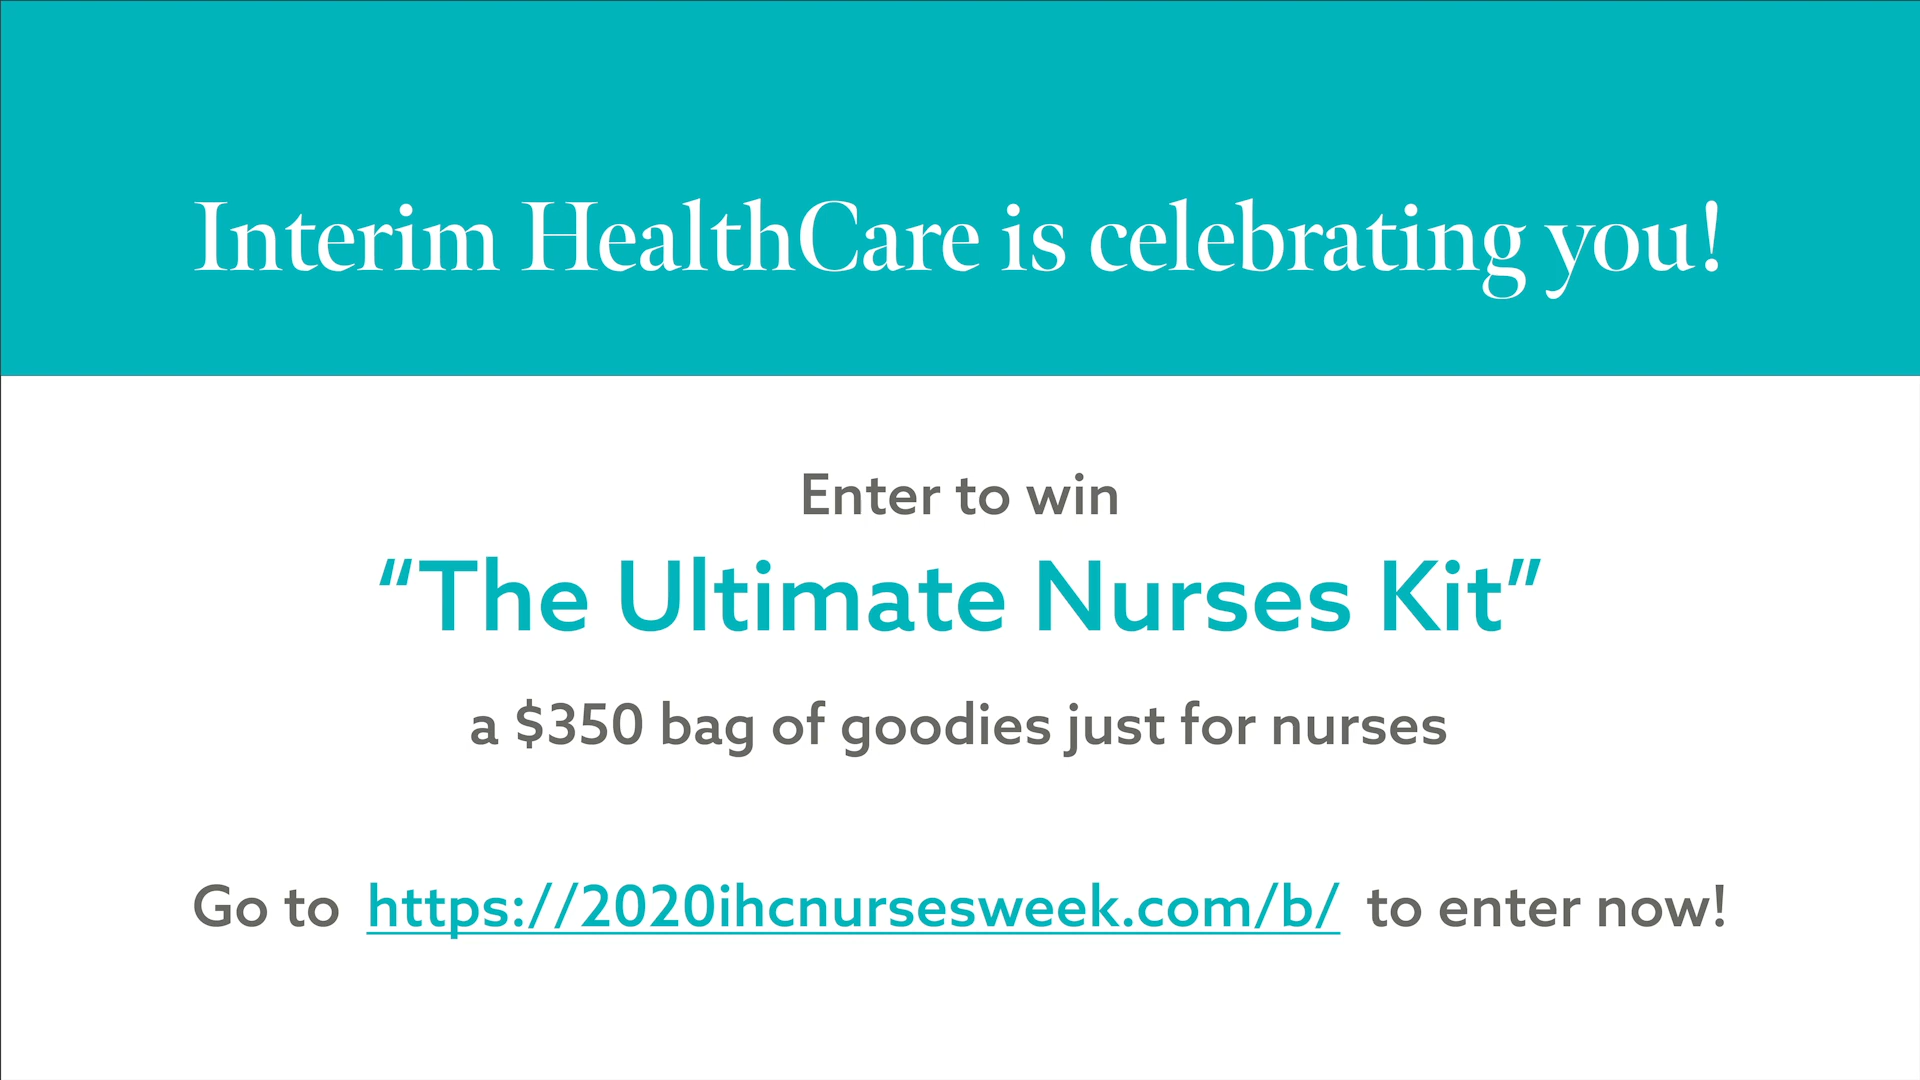 Interim HealthCare is celebrating you!
Enter to win
“The Ultimate Nurses Kit”
a $350 bag of goodies just for nurses
Go to https://2020ihcnursesweek.com/b/ to enter now!